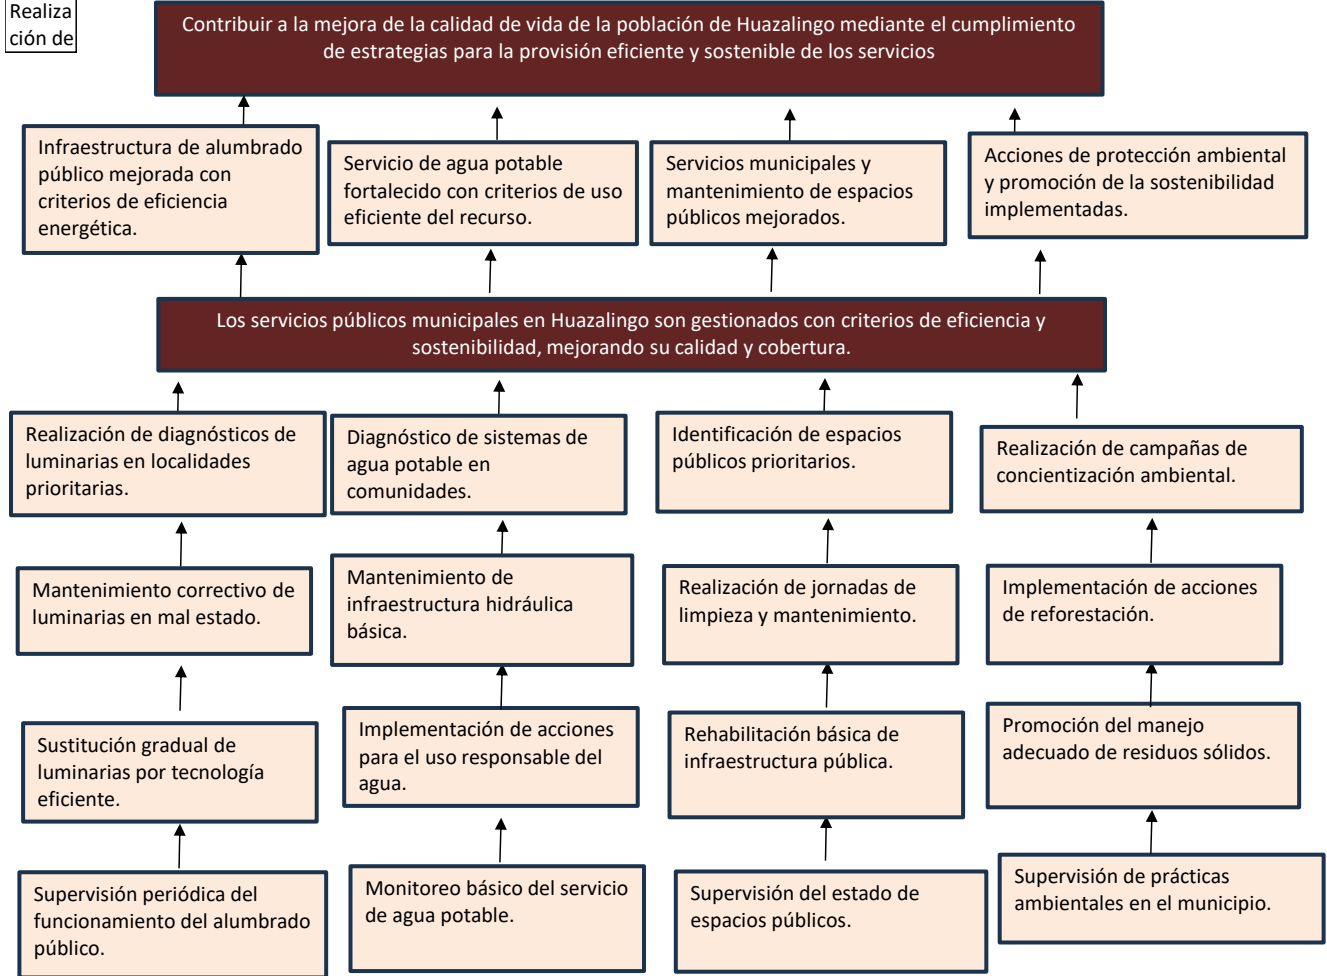 Realiza
ción de
Contribuir a la mejora de la calidad de vida de la población de Huazalingo mediante el cumplimiento
de estrategias para la provisión eficiente y sostenible de los servicios
Infraestructura de alumbrado
público mejorada con
criterios de eficiencia
energética.
Servicio de agua potable
fortalecido con criterios de uso
eficiente del recurso.
Servicios municipales y
mantenimiento de espacios
públicos mejorados.
Acciones de protección ambiental
y promoción de la sostenibilidad
implementadas.
Los servicios públicos municipales en Huazalingo son gestionados con criterios de eficiencia y
sostenibilidad, mejorando su calidad y cobertura.
Realización de diagnósticos de
luminarias en localidades
prioritarias.
Diagnóstico de sistemas de
agua potable en
comunidades.
Identificación de espacios
públicos prioritarios.
Realización de campañas de
concientización ambiental.
Mantenimiento correctivo de
luminarias en mal estado.
Mantenimiento de
infraestructura hidráulica
básica.
Realización de jornadas de
limpieza y mantenimiento.
Implementación de acciones
de reforestación.
Sustitución gradual de
luminarias por tecnología
eficiente.
Implementación de acciones
para el uso responsable del
agua.
Rehabilitación básica de
infraestructura pública.
Promoción del manejo
adecuado de residuos sólidos.
Supervisión periódica del
funcionamiento del alumbrado
público.
Monitoreo básico del servicio
de agua potable.
Supervisión del estado de
espacios públicos.
Supervisión de prácticas
ambientales en el municipio.